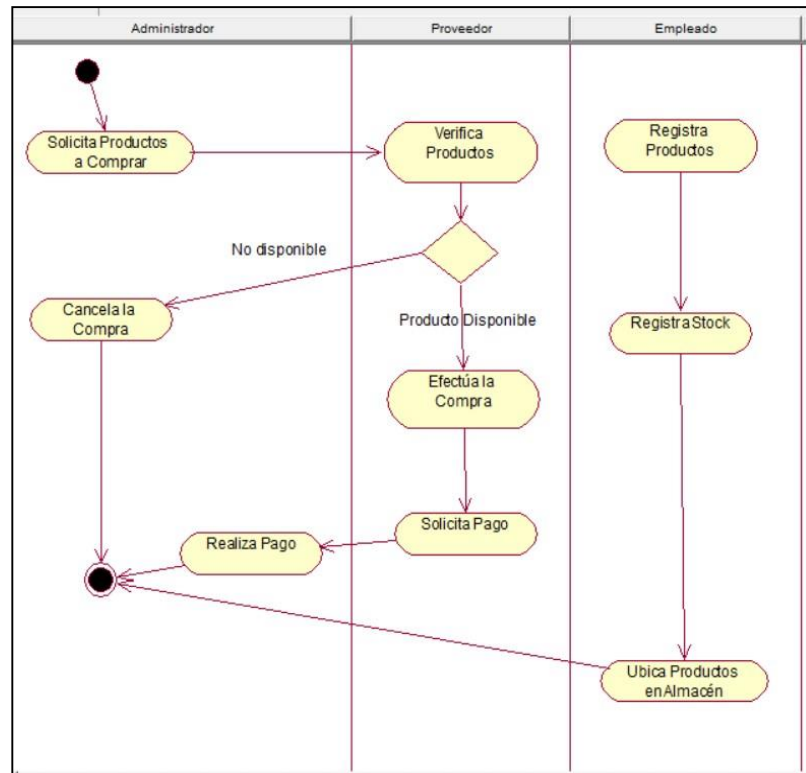 Administrador
Proveedor
Empleado
Solicita Productos
a Comprar
Verifica
Productos
Registra
Productos
No disponible
Cancela la
Compra
Producto Disponible
Registra Stock
Efectúa la
Compra
Solicita Pago
Realiza Pago
Ubica Productos
en Almacén